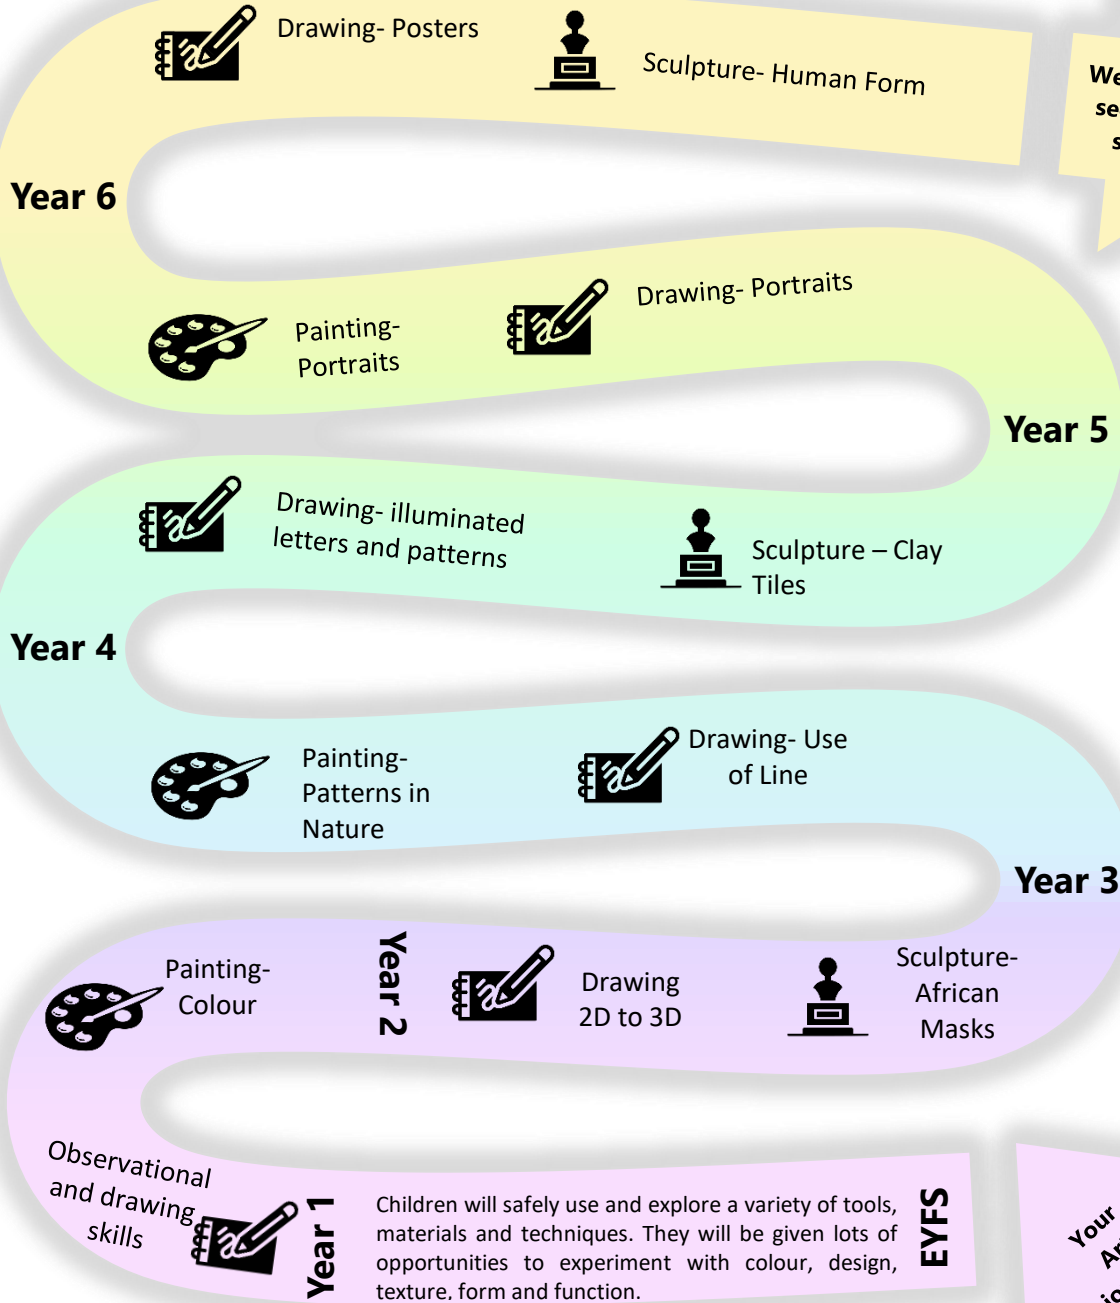 Drawing- Posters
Sculpture- Human Form
We
se
s
Year 6
Drawing- Portraits
Painting-
Portraits
Year 5
Drawing- illuminated
letters and patterns
Sculpture – Clay
Tiles
Year 4
Drawing- Use
of Line
Painting-
Patterns in
Nature
Year 3
Painting-
Colour
Year 2
Drawing
2D to 3D
Sculpture-
African
Masks
Observational
and drawing
skills
Year 1
Children will safely use and explore a variety of tools,
materials and techniques. They will be given lots of
opportunities to experiment with colour, design,
texture, form and function.
EYFS
Your